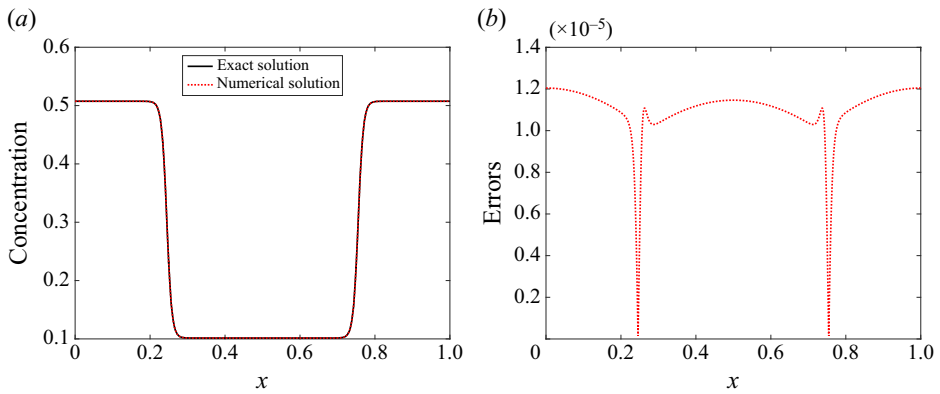 (a)
0.6
0.5
0.4
0.3
0.2
0.1
Concentration
Exact solution
Numerical solution
0 0.2 0.4 0.6 0.8 1.0
x
(b)
(×10–5)
1.4
1.2
1.0
0.8
0.6
0.4
0.2
Errors
0 0.2 0.4 0.6 0.8 1.0
x